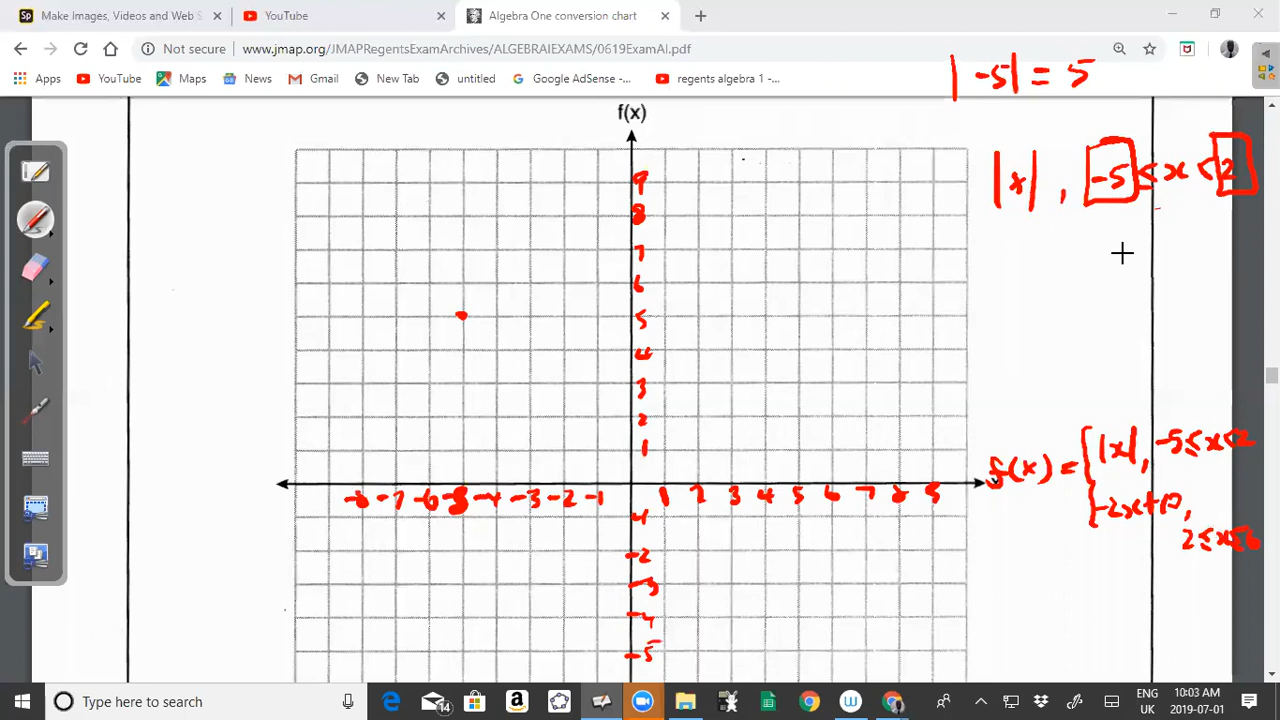 Make Images, Videos and Web S
YouTube
Algebra One conversion chart
Not secure
www.jmap.org/JMAPRegentsExamArchives/ALGEBRAIEXAMS/0619ExamAI.pdf
Apps
YouTube
Maps
News
Gmail
New Tab
untitled
Google AdSense -...
regents algebra 1 -...
|-5| = 5
f(x)
|x| , -5 ≤ x < 2
9
8
7
6
5
4
3
2
1
-8 -7 -6 -5 -4 -3 -2 -1 1 2 3 4 5 6 7 8 9
-2
-3
-4
-5
f(x) = { |x|, -5≤x<2
-2x+10,
2≤x≤6
Type here to search
14
ENG
UK
10:03 AM
2019-07-01